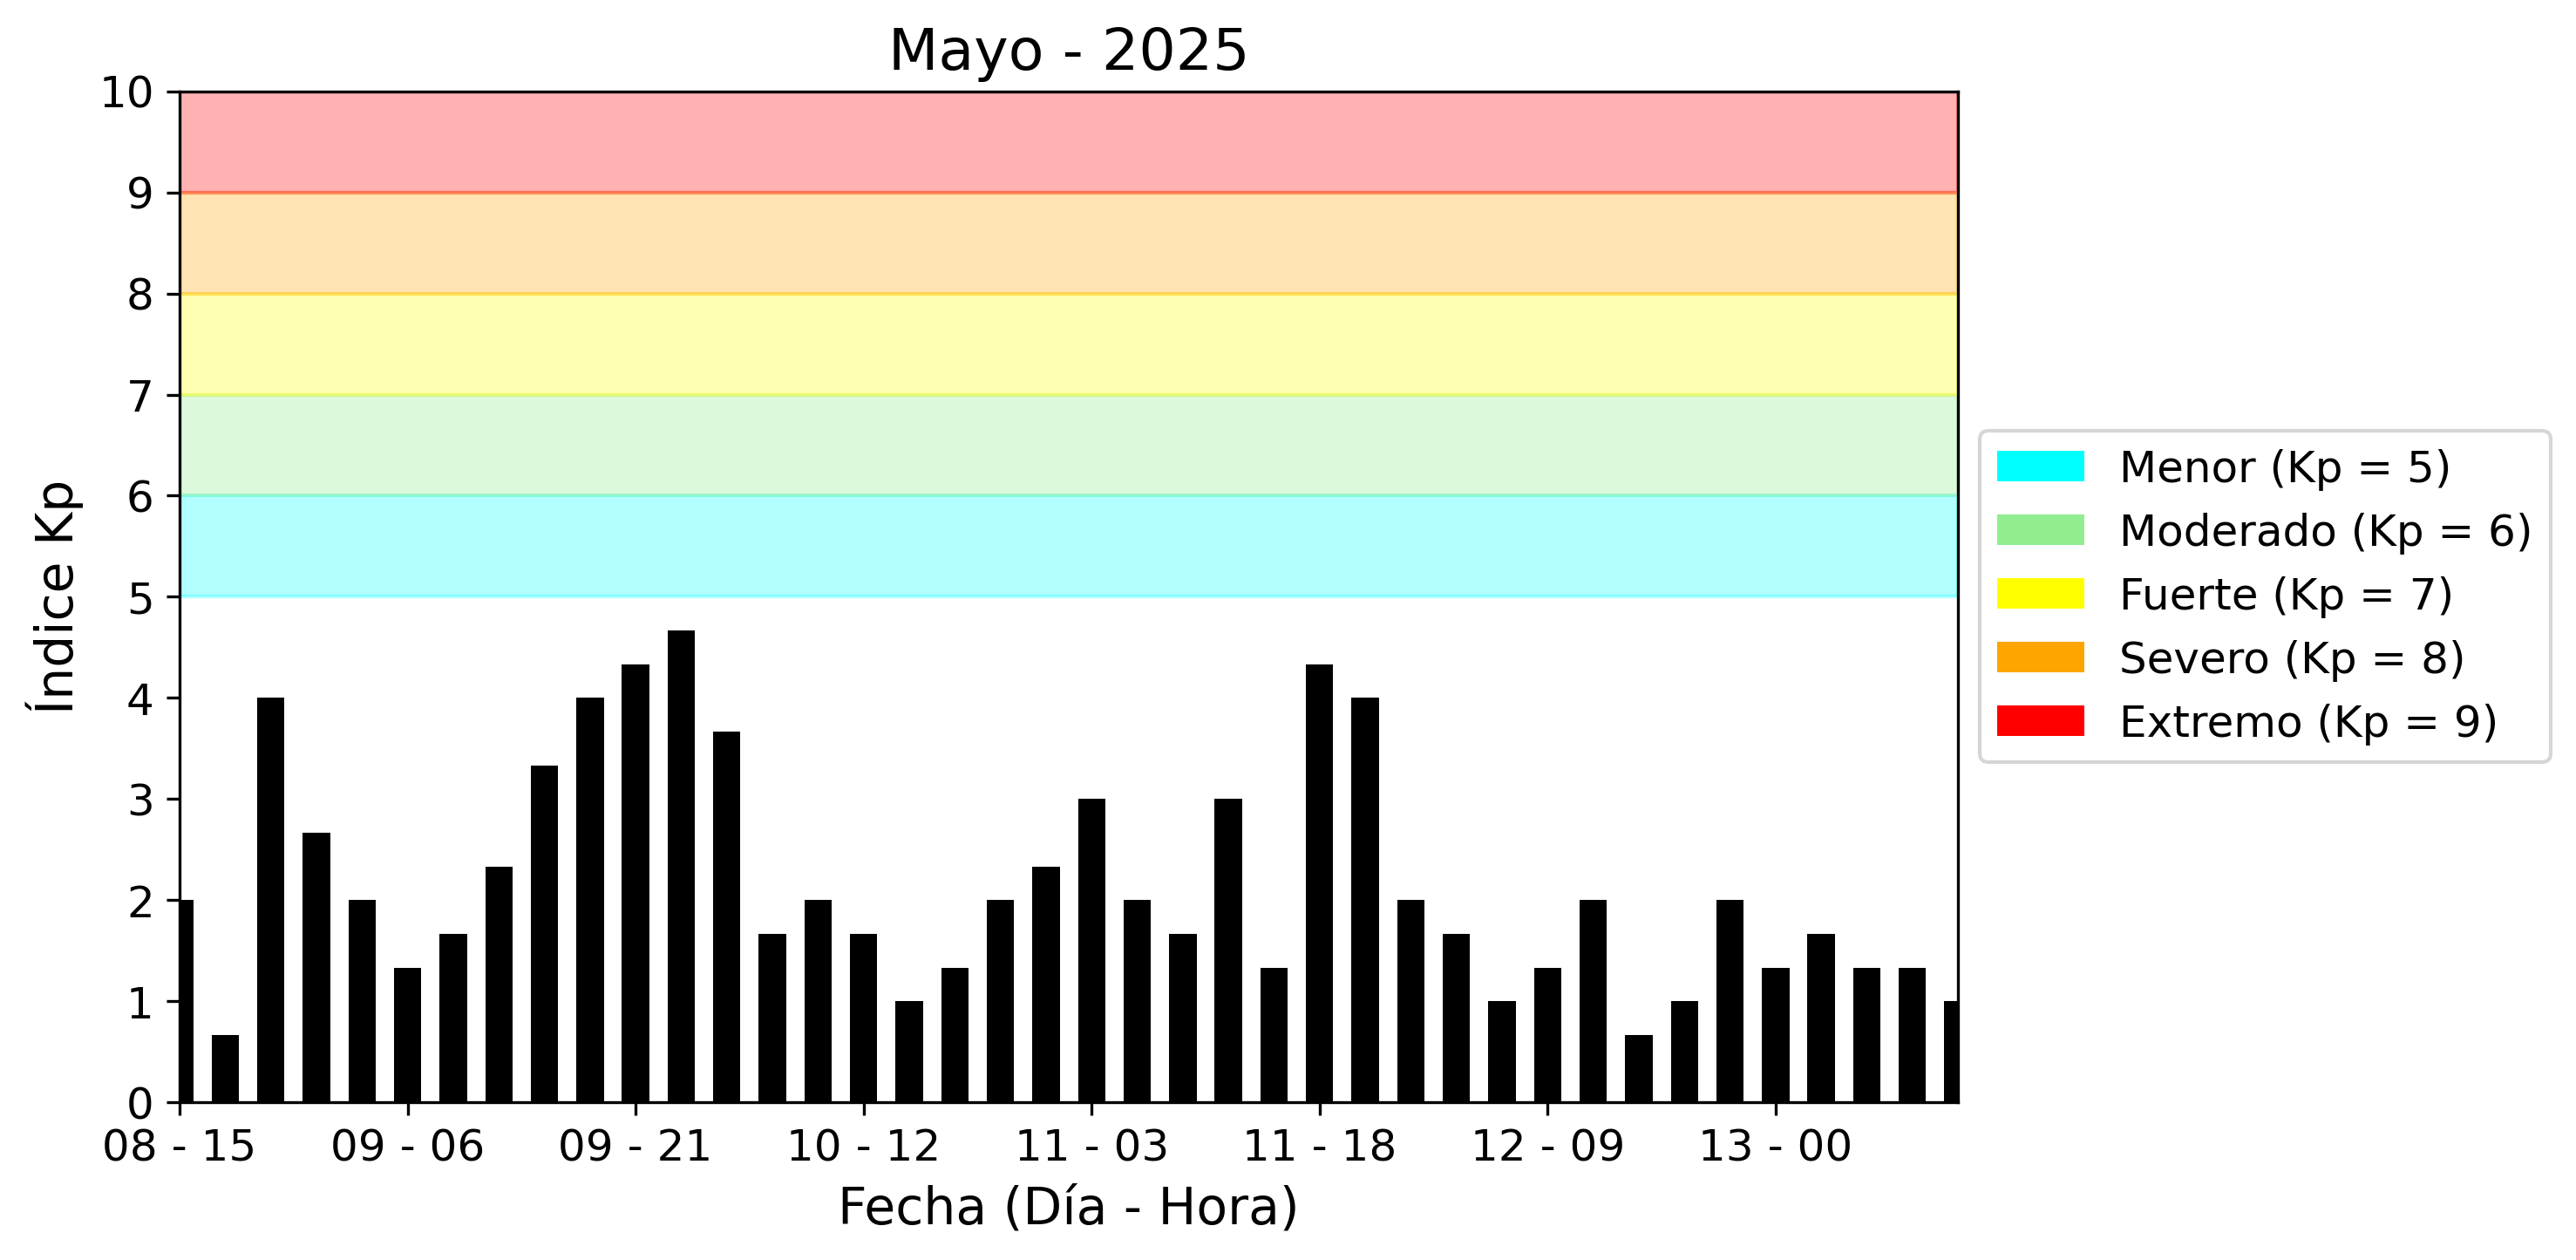 Mayo - 2025
10
9
8
7
6
5
4
3
2
1
0
Índice Kp
08 - 15
09 - 06
09 - 21
10 - 12
11 - 03
11 - 18
12 - 09
13 - 00
Fecha (Día - Hora)
Menor (Kp = 5)
Moderado (Kp = 6)
Fuerte (Kp = 7)
Severo (Kp = 8)
Extremo (Kp = 9)